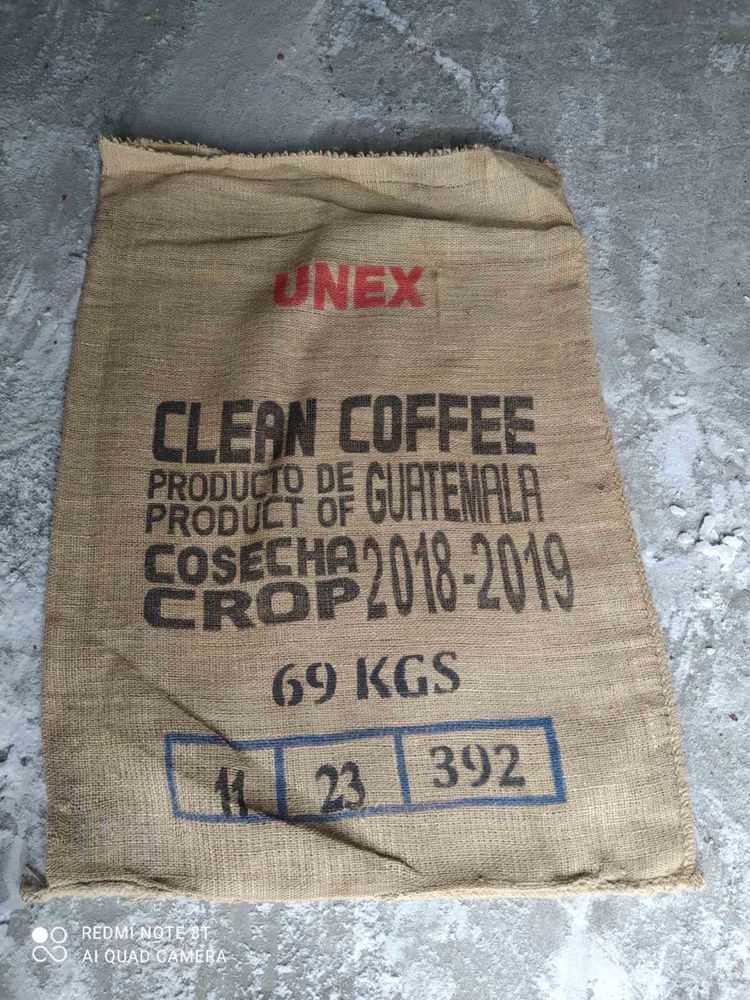 UNEX
CLEAN COFFEE
PRODUCTO DE
PRODUCT OF GUATEMALA
COSECHA
CROP 2018-2019
69 KGS
11 23 392
REDMI NOTE 8T
AI QUAD CAMERA